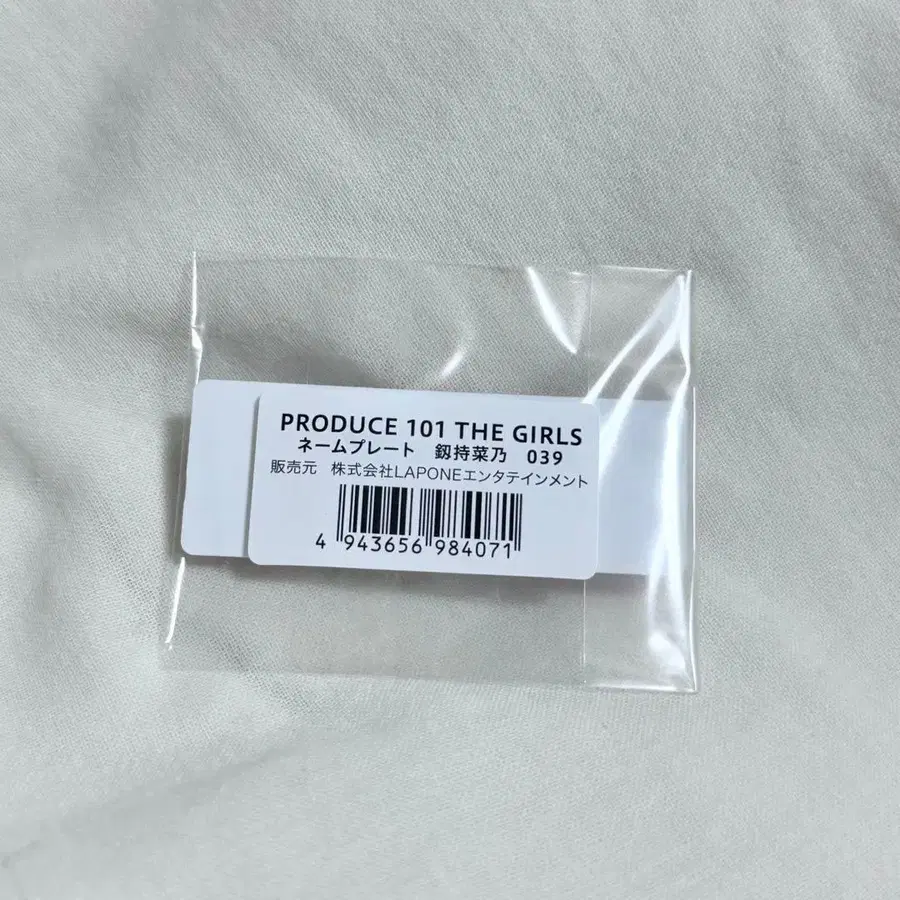 PRODUCE 101 THE GIRLS
ネームプレート　釼持菜乃　039
販売元　株式会社LAPONEエンタテインメント
4 943656 984071